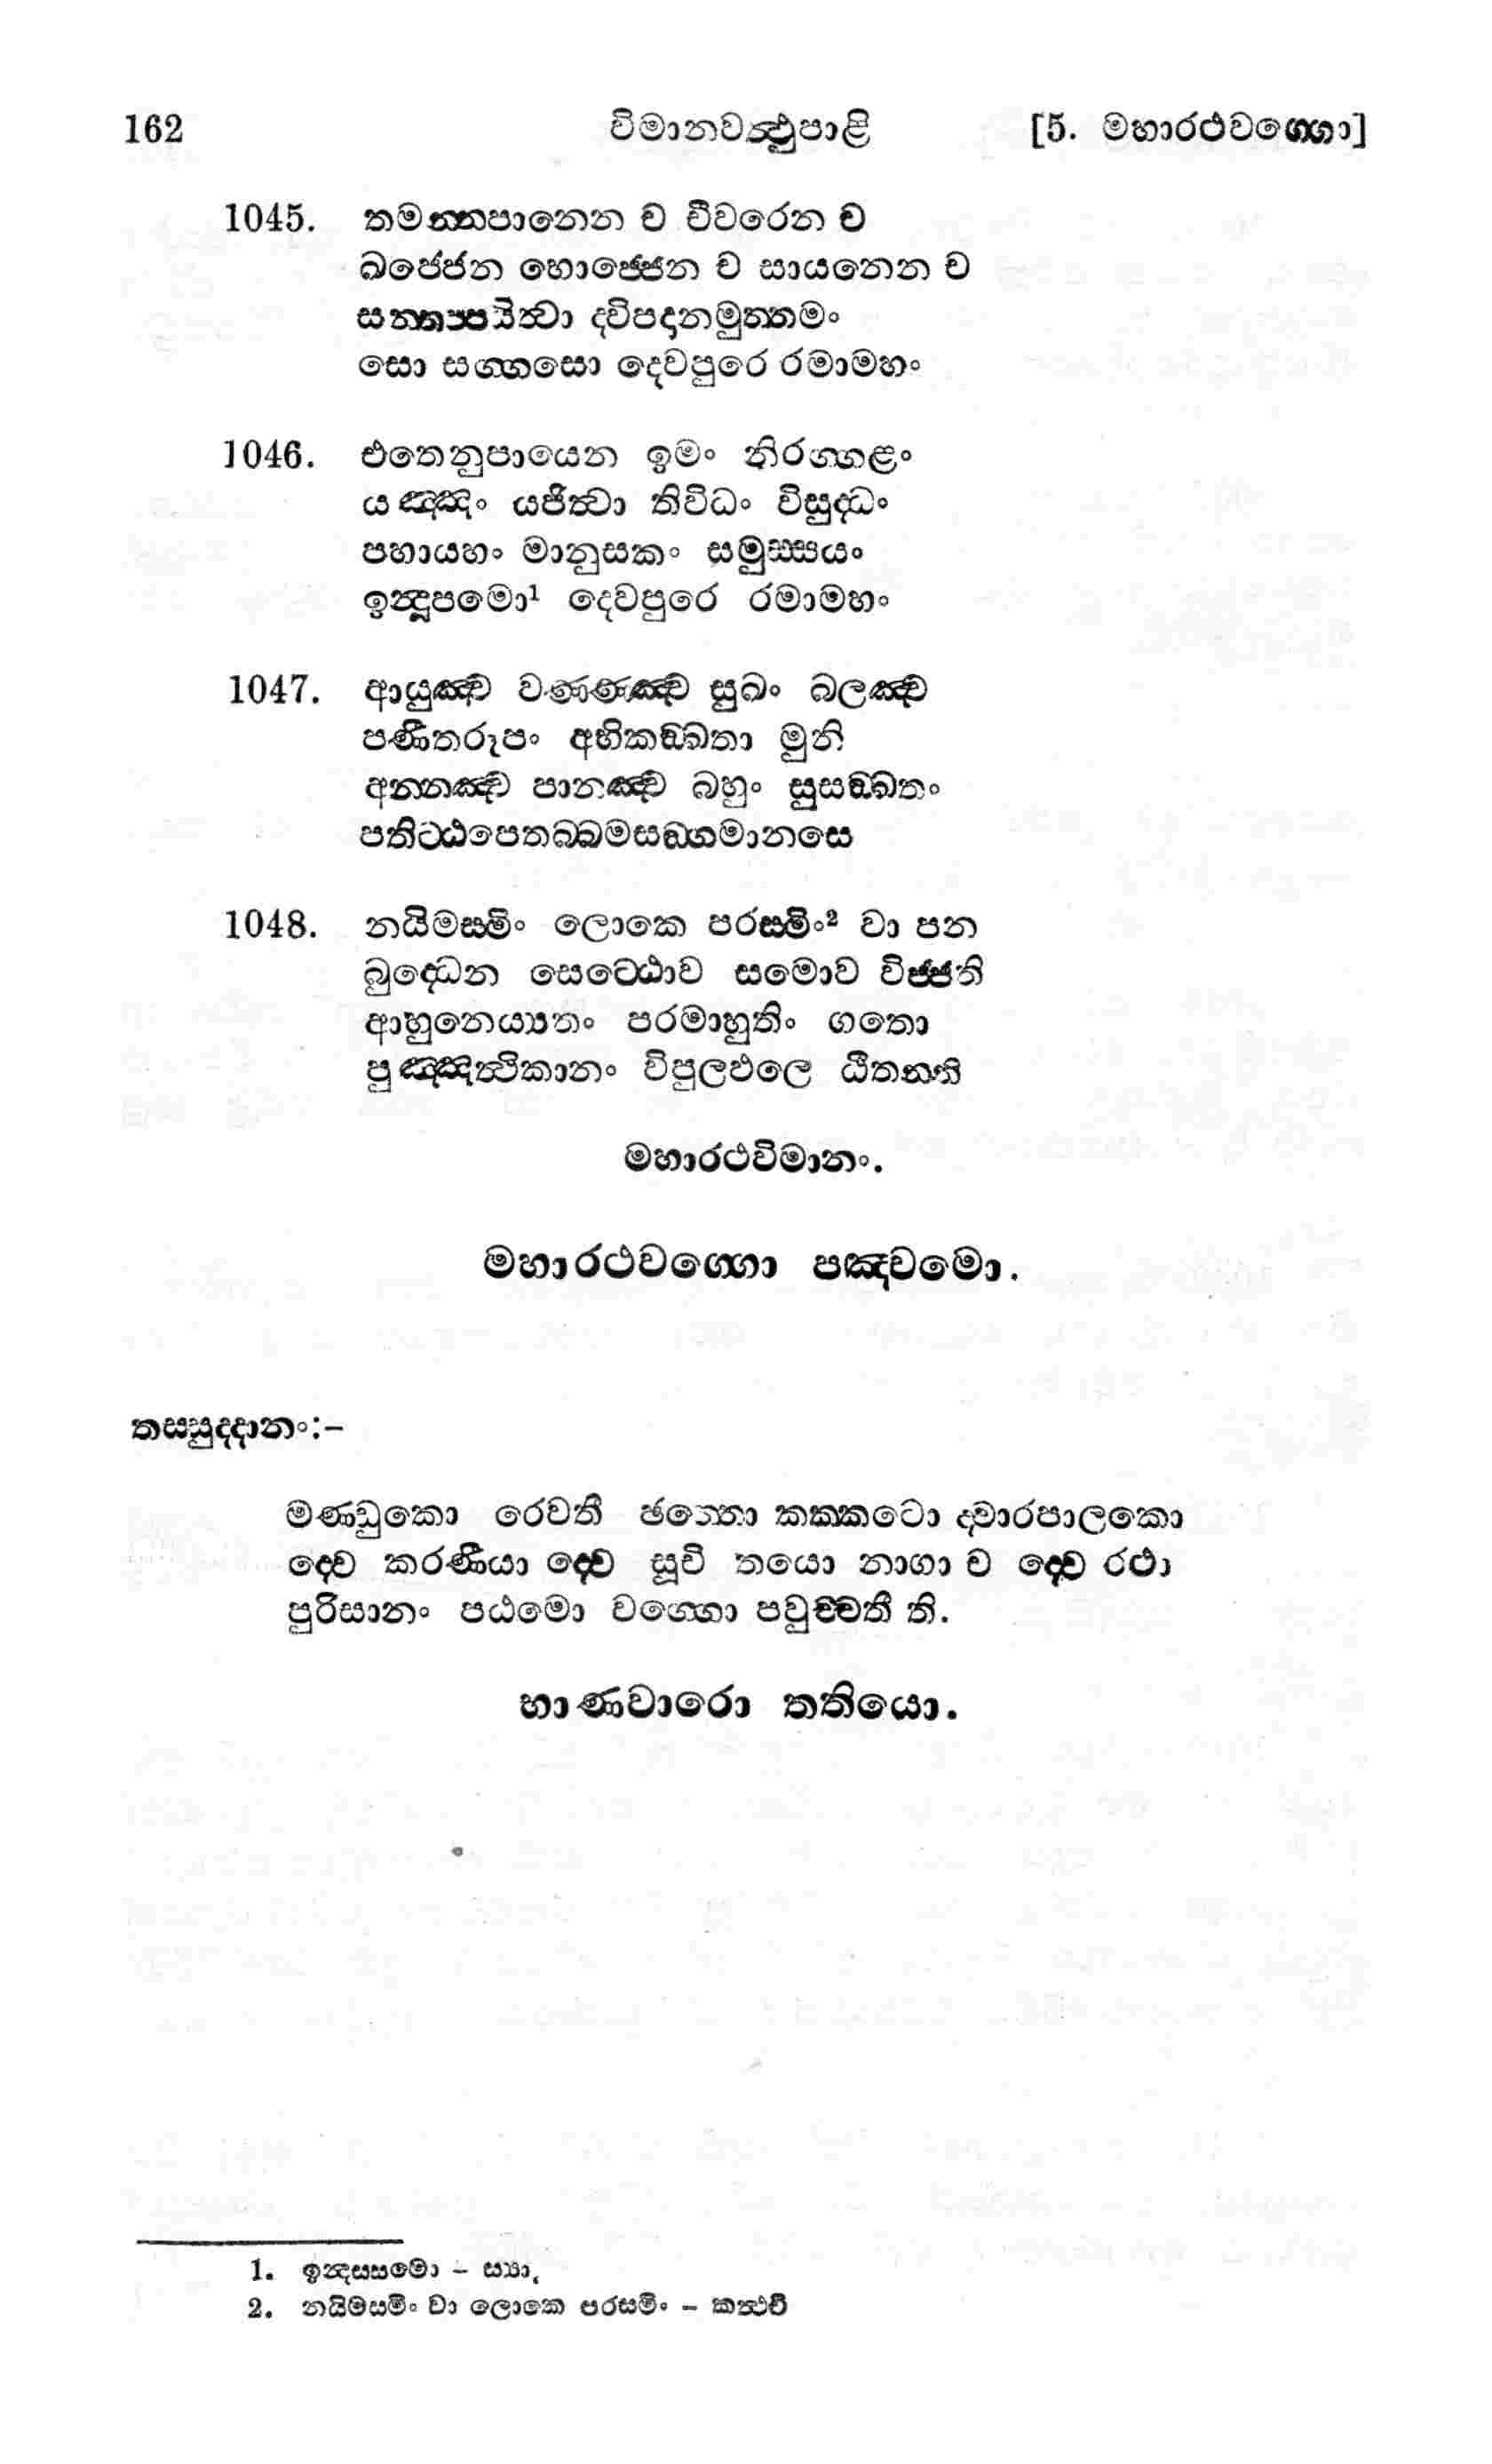 162 විමානවත්‍ථුපාළි [5. මහාරථවග්ගො]
1045. තමන්නපානෙන ච චීවරෙන ච
ඛජ්ජේන භොජ්ජේන ච සායනෙන ච
සන්තප්පයිත්‍වා ද්විපදානමුත්තමං
සො සග්ගසො දෙවපුරෙ රමාමහං
1046. එතෙනුපායෙන ඉමං නිරග්ගළං
යඤ්ඤං යජිත්‍වා තිවිධං විසුද්ධං
පහායහං මානුසකං සමුස්සයං
ඉන්‍දූපමො¹ දෙවපුරෙ රමාමහං
1047. ආයුඤ්ච වණ්ණඤ්ච සුඛං බලඤ්ච
පණීතරූපං අභිකඞ්ඛතා මුනි
අන්නඤ්ච පානඤ්ච බහුං සුසඞ්ඛතං
පතිට්ඨපෙතබ්බමසඞ්ගමානසෙ
1048. නයිමස්මිං ලොකෙ පරස්මිං² වා පන
බුද්ධෙන සෙට්ඨොව සමොව විජ්ජති
ආහුනෙය්‍යානං පරමාහුතිං ගතො
පුඤ්ඤත්‍ථිකානං විපුලඵලෙ යීතන්ති
මහාරථවිමානං.
මහාරථවග්ගො පඤ්චමො.
තස්සුද්දානං:–
මණ්ඩුකො රෙවතී ඡත්තො කක්කටො ද්වාරපාලකො
ද්වෙ කරණීයා ද්වෙ සූචි තයො නාගා ච ද්වෙ රථා
පුරිසානං පඨමො වග්ගො පවුච්චතී ති.
භාණවාරො තතියො.
1. ඉන්‍දස්සමො – ස්‍යා,
2. නයිමස්මිං වා ලොකෙ පරස්මිං – කත්‍ථචි